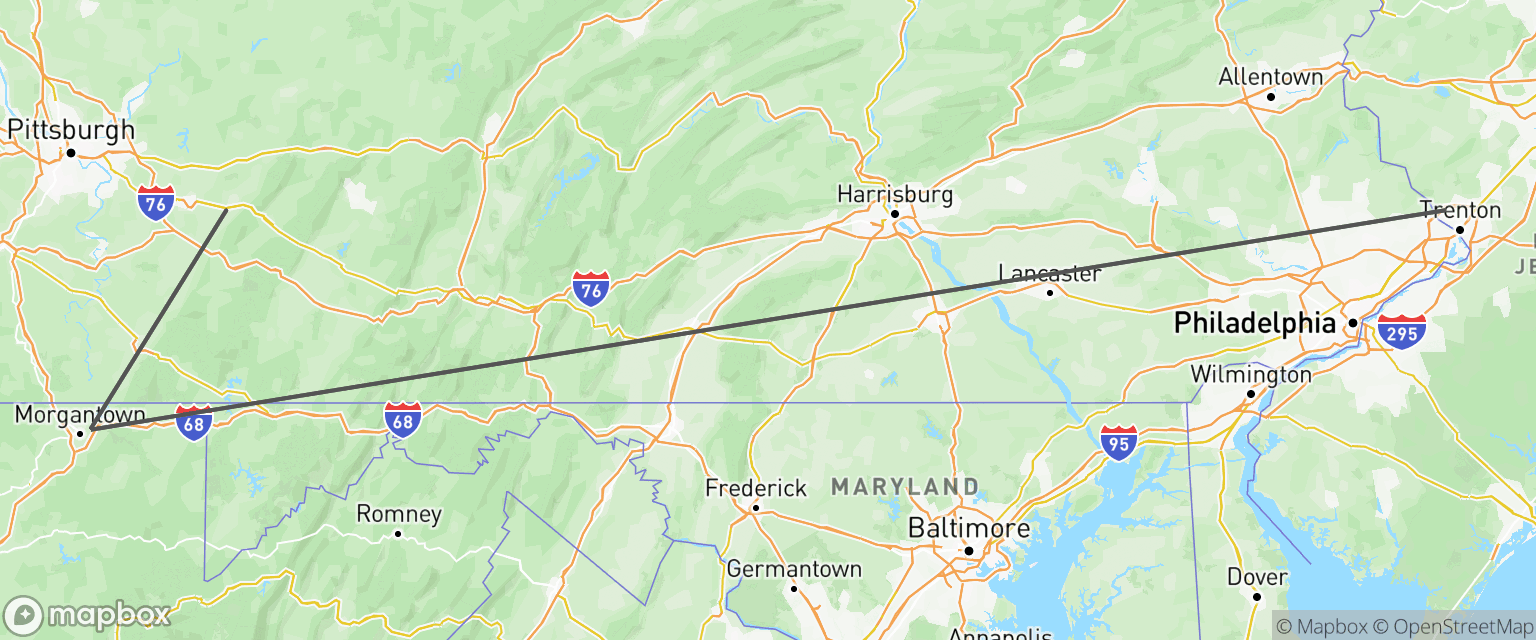 Allentown
Pittsburgh
Harrisburg
76
Trenton
JE
Lancaster
76
Philadelphia
295
Wilmington
Morgantown
68
68
95
Frederick
MARYLAND
Romney
Baltimore
Germantown
Dover
Annapolis
mapbox
© Mapbox © OpenStreetMap